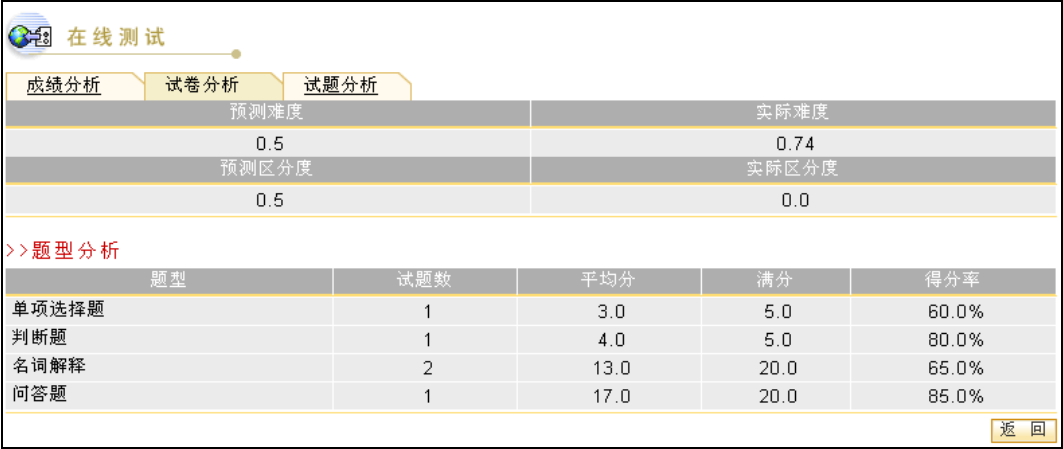 在线测试
成绩分析 试卷分析 试题分析
预测难度 实际难度
0.5 0.74
预测区分度 实际区分度
0.5 0.0
>>题型分析
题型 试题数 平均分 满分 得分率
单项选择题 1 3.0 5.0 60.0%
判断题 1 4.0 5.0 80.0%
名词解释 2 13.0 20.0 65.0%
问答题 1 17.0 20.0 85.0%
返 回